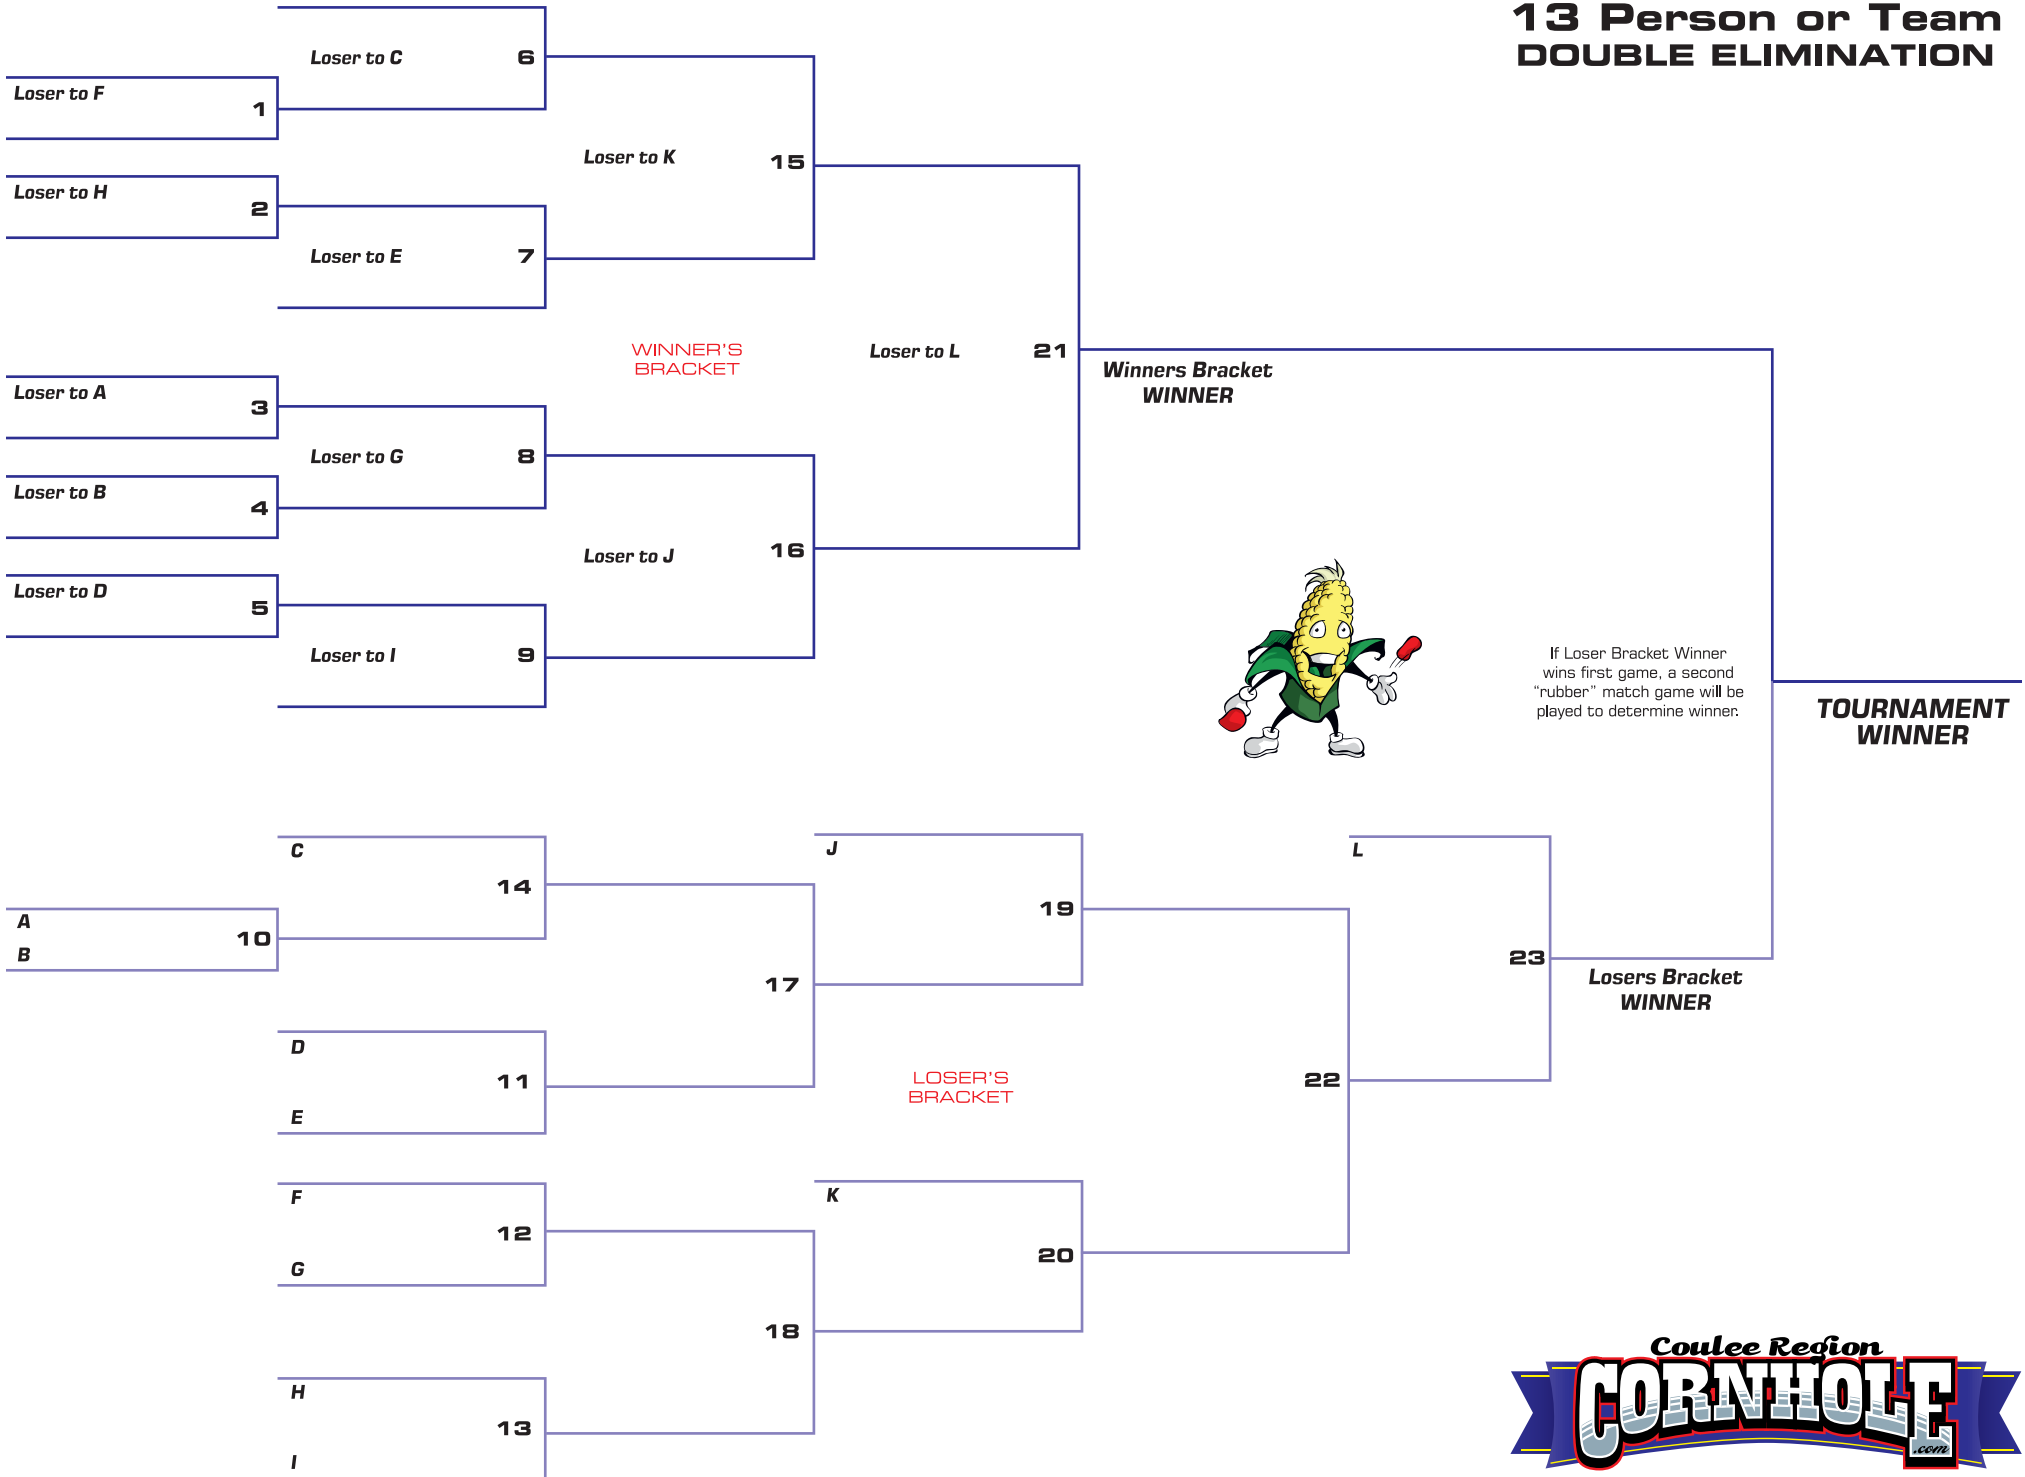 13 Person or Team
DOUBLE ELIMINATION
Loser to C
6
Loser to F
1
Loser to K
15
Loser to H
2
Loser to E
7
WINNER'S
BRACKET
Loser to L
21
Winners Bracket
WINNER
Loser to A
3
Loser to G
8
Loser to B
4
Loser to J
16
Loser to D
5
Loser to I
9
If Loser Bracket Winner
wins first game, a second
“rubber” match game will be
played to determine winner.
TOURNAMENT
WINNER
C
14
J
19
L
23
A
B
10
17
Losers Bracket
WINNER
D
11
E
LOSER'S
BRACKET
22
F
12
G
K
20
18
H
13
I
Coulee Region
CORNHOLE
.com